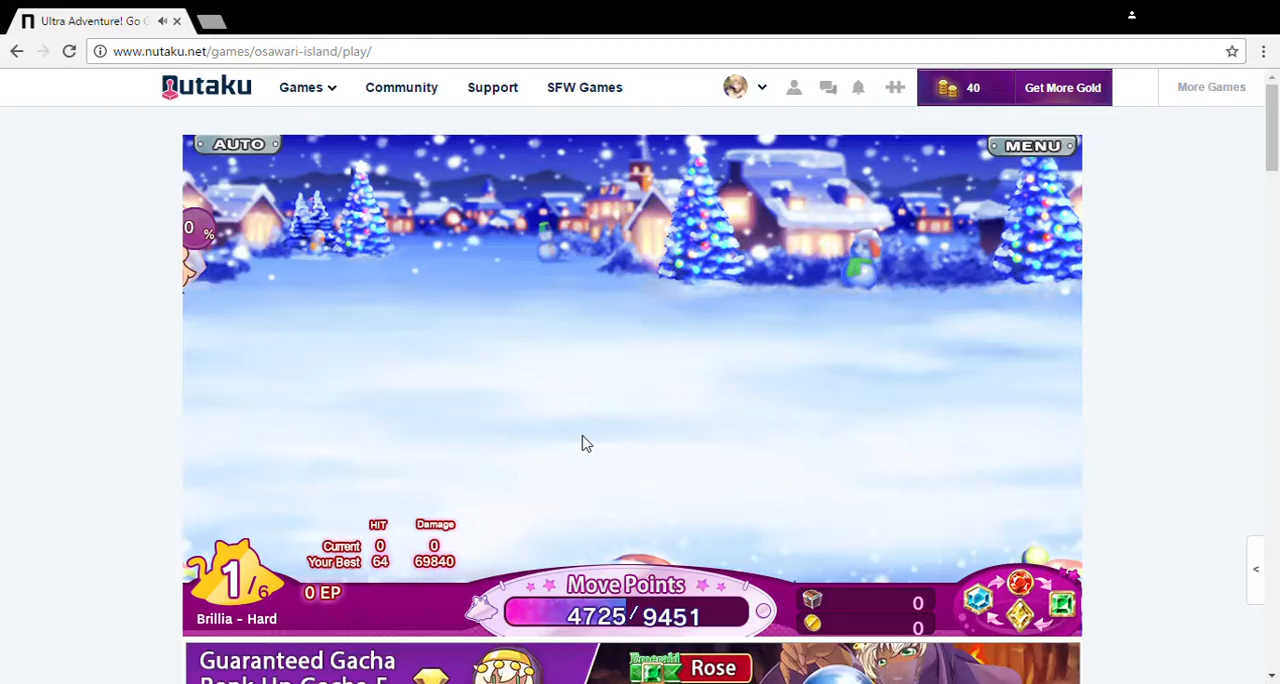 Ultra Adventure! Go G
www.nutaku.net/games/osawari-island/play/
nutaku
Games
Community
Support
SFW Games
40
Get More Gold
More Games
AUTO
MENU
0 %
HIT Damage
Current 0 0
Your Best 64 69840
1/6
0 EP
Brillia - Hard
Move Points
4725/9451
0
0
<
Guaranteed Gacha
Emerald
Rose